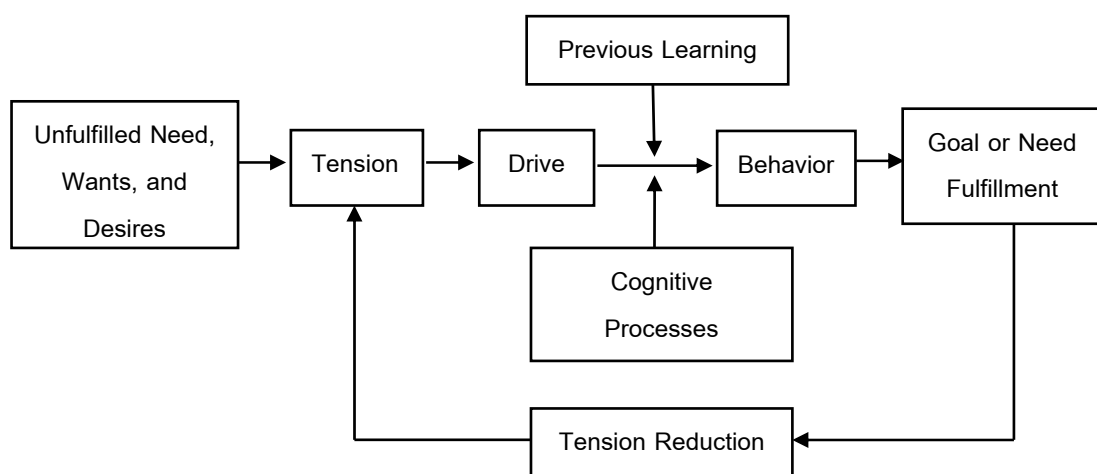 Previous Learning
Unfulfilled Need,
Wants, and
Desires
Tension
Drive
Behavior
Goal or Need
Fulfillment
Cognitive
Processes
Tension Reduction